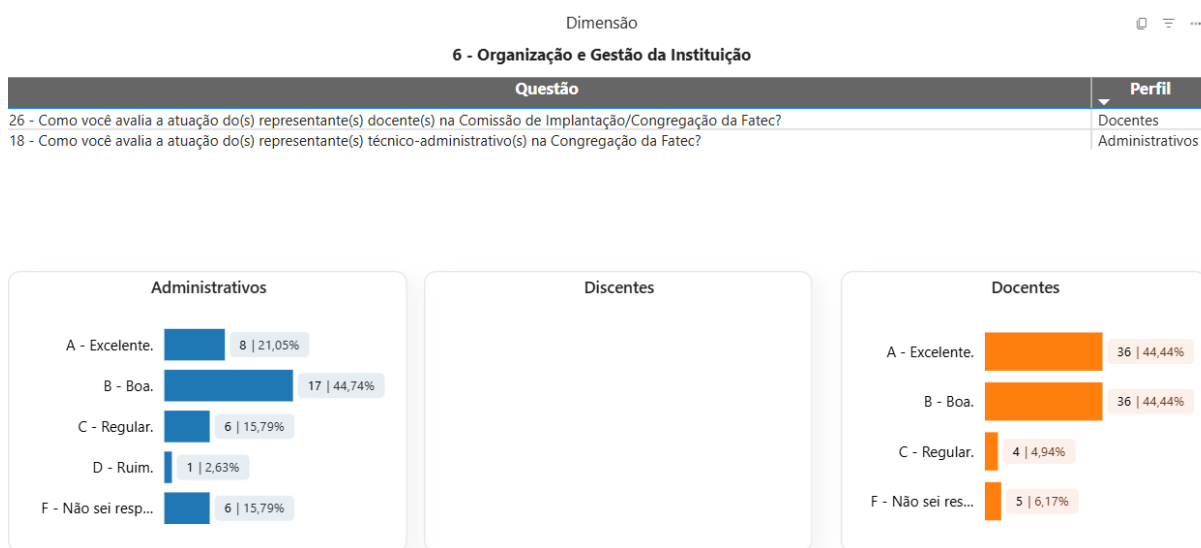 Dimensão
6 - Organização e Gestão da Instituição
Questão Perfil
26 - Como você avalia a atuação do(s) representante(s) docente(s) na Comissão de Implantação/Congregação da Fatec? Docentes
18 - Como você avalia a atuação do(s) representante(s) técnico-administrativo(s) na Congregação da Fatec? Administrativos
Administrativos
A - Excelente. 8 | 21,05%
B - Boa. 17 | 44,74%
C - Regular. 6 | 15,79%
D - Ruim. 1 | 2,63%
F - Não sei resp... 6 | 15,79%
Discentes
Docentes
A - Excelente. 36 | 44,44%
B - Boa. 36 | 44,44%
C - Regular. 4 | 4,94%
F - Não sei res... 5 | 6,17%